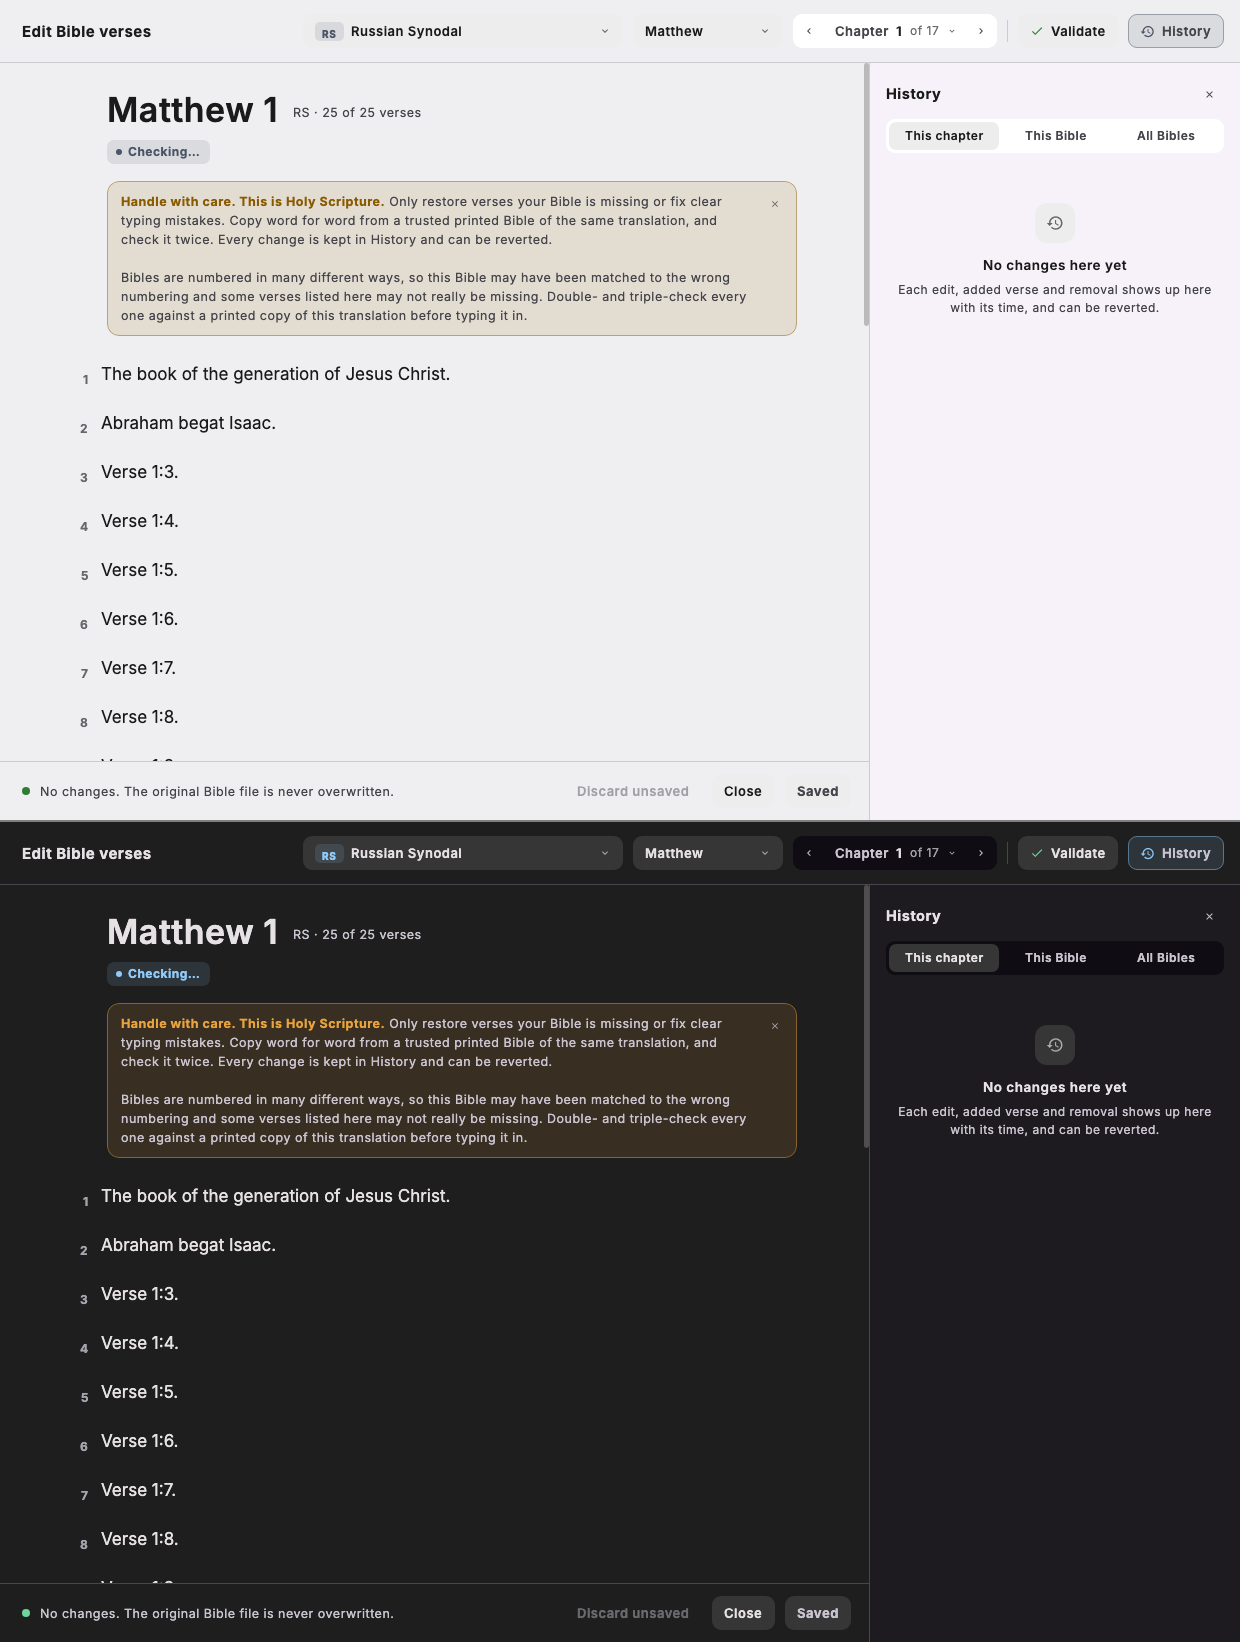 Edit Bible verses
RS Russian Synodal
Matthew
‹ Chapter 1 of 17 ›
Validate
History
Matthew 1 RS · 25 of 25 verses
Checking...
Handle with care. This is Holy Scripture. Only restore verses your Bible is missing or fix clear
typing mistakes. Copy word for word from a trusted printed Bible of the same translation, and
check it twice. Every change is kept in History and can be reverted.
Bibles are numbered in many different ways, so this Bible may have been matched to the wrong
numbering and some verses listed here may not really be missing. Double- and triple-check every
one against a printed copy of this translation before typing it in.
1 The book of the generation of Jesus Christ.
2 Abraham begat Isaac.
3 Verse 1:3.
4 Verse 1:4.
5 Verse 1:5.
6 Verse 1:6.
7 Verse 1:7.
8 Verse 1:8.
No changes. The original Bible file is never overwritten.
Discard unsaved
Close
Saved
History ×
This chapter
This Bible
All Bibles
No changes here yet
Each edit, added verse and removal shows up here
with its time, and can be reverted.
Edit Bible verses
RS Russian Synodal
Matthew
‹ Chapter 1 of 17 ›
Validate
History
Matthew 1 RS · 25 of 25 verses
Checking...
Handle with care. This is Holy Scripture. Only restore verses your Bible is missing or fix clear
typing mistakes. Copy word for word from a trusted printed Bible of the same translation, and
check it twice. Every change is kept in History and can be reverted.
Bibles are numbered in many different ways, so this Bible may have been matched to the wrong
numbering and some verses listed here may not really be missing. Double- and triple-check every
one against a printed copy of this translation before typing it in.
1 The book of the generation of Jesus Christ.
2 Abraham begat Isaac.
3 Verse 1:3.
4 Verse 1:4.
5 Verse 1:5.
6 Verse 1:6.
7 Verse 1:7.
8 Verse 1:8.
No changes. The original Bible file is never overwritten.
Discard unsaved
Close
Saved
History ×
This chapter
This Bible
All Bibles
No changes here yet
Each edit, added verse and removal shows up here
with its time, and can be reverted.